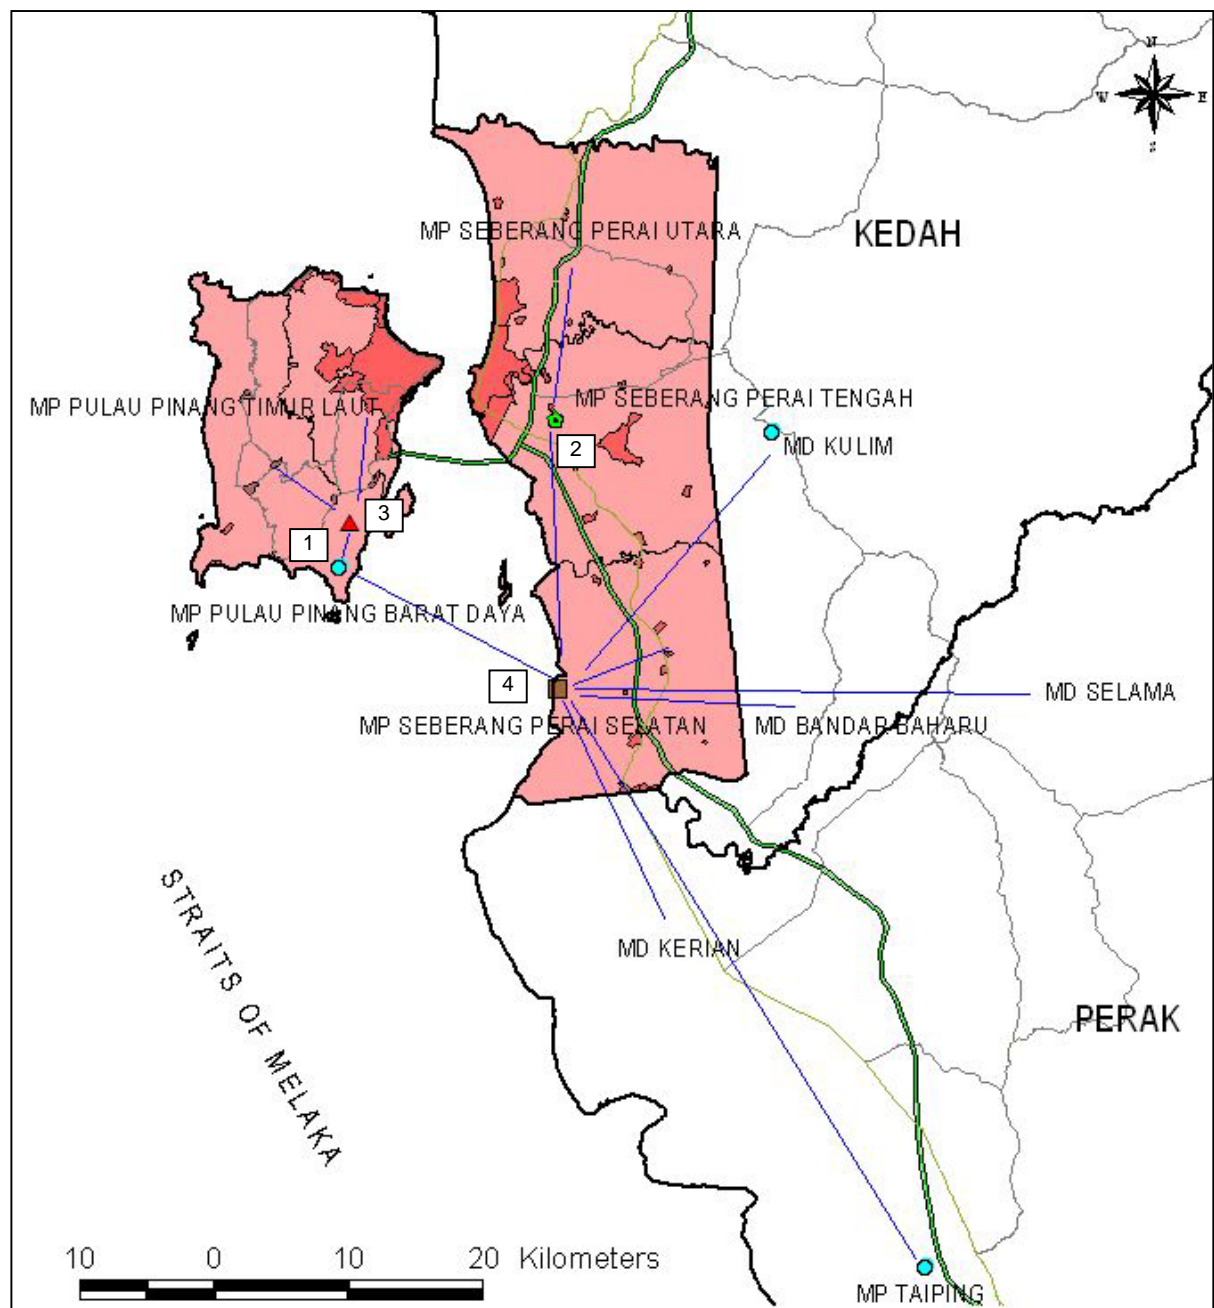 N
W E
S
KEDAH
MP SEBERANG PERAI UTARA
MP PULAU PINANG TIMUR LAUT
MP SEBERANG PERAI TENGAH
2
MD KULIM
3
1
MP PULAU PINANG BARAT DAYA
4
MD SELAMA
MP SEBERANG PERAI SELATAN
MD BANDAR BAHARU
STRAITS OF MELAKA
MD KERIAN
PERAK
10 0 10 20 Kilometers
MP TAIPING